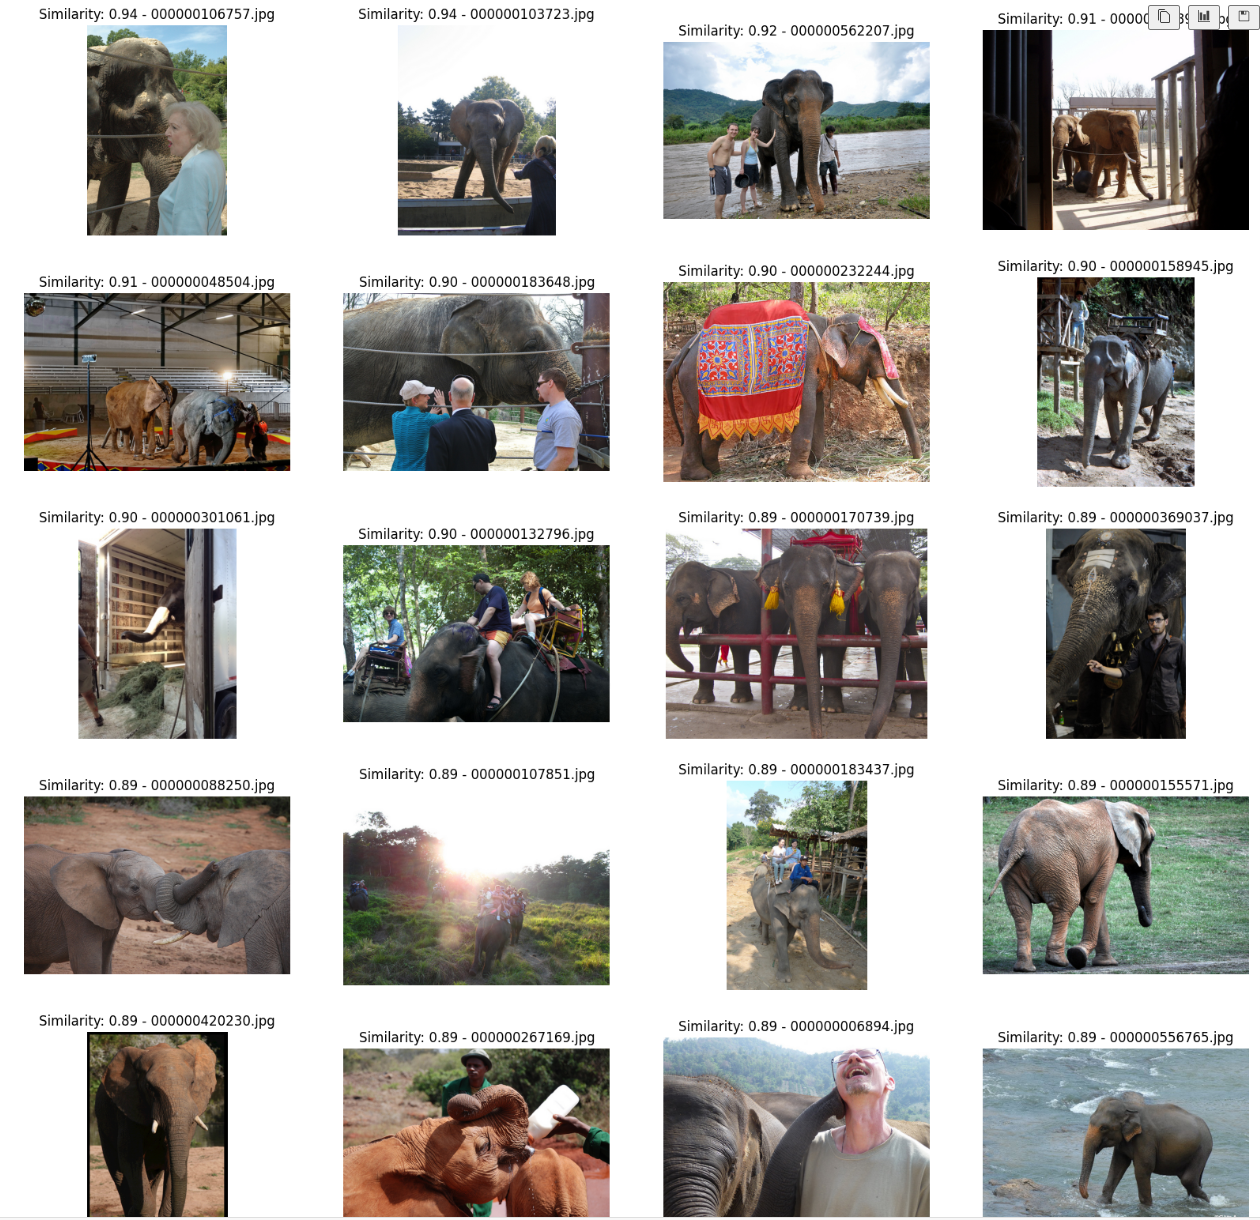 Similarity: 0.94 - 000000106757.jpg
Similarity: 0.94 - 000000103723.jpg
Similarity: 0.92 - 000000562207.jpg
Similarity: 0.91 -
Similarity: 0.91 - 000000048504.jpg
Similarity: 0.90 - 000000183648.jpg
Similarity: 0.90 - 000000232244.jpg
Similarity: 0.90 - 000000158945.jpg
Similarity: 0.90 - 000000301061.jpg
Similarity: 0.90 - 000000132796.jpg
Similarity: 0.89 - 000000170739.jpg
Similarity: 0.89 - 000000369037.jpg
Similarity: 0.89 - 000000088250.jpg
Similarity: 0.89 - 000000107851.jpg
Similarity: 0.89 - 000000183437.jpg
Similarity: 0.89 - 000000155571.jpg
Similarity: 0.89 - 000000420230.jpg
Similarity: 0.89 - 000000267169.jpg
Similarity: 0.89 - 000000006894.jpg
Similarity: 0.89 - 000000556765.jpg